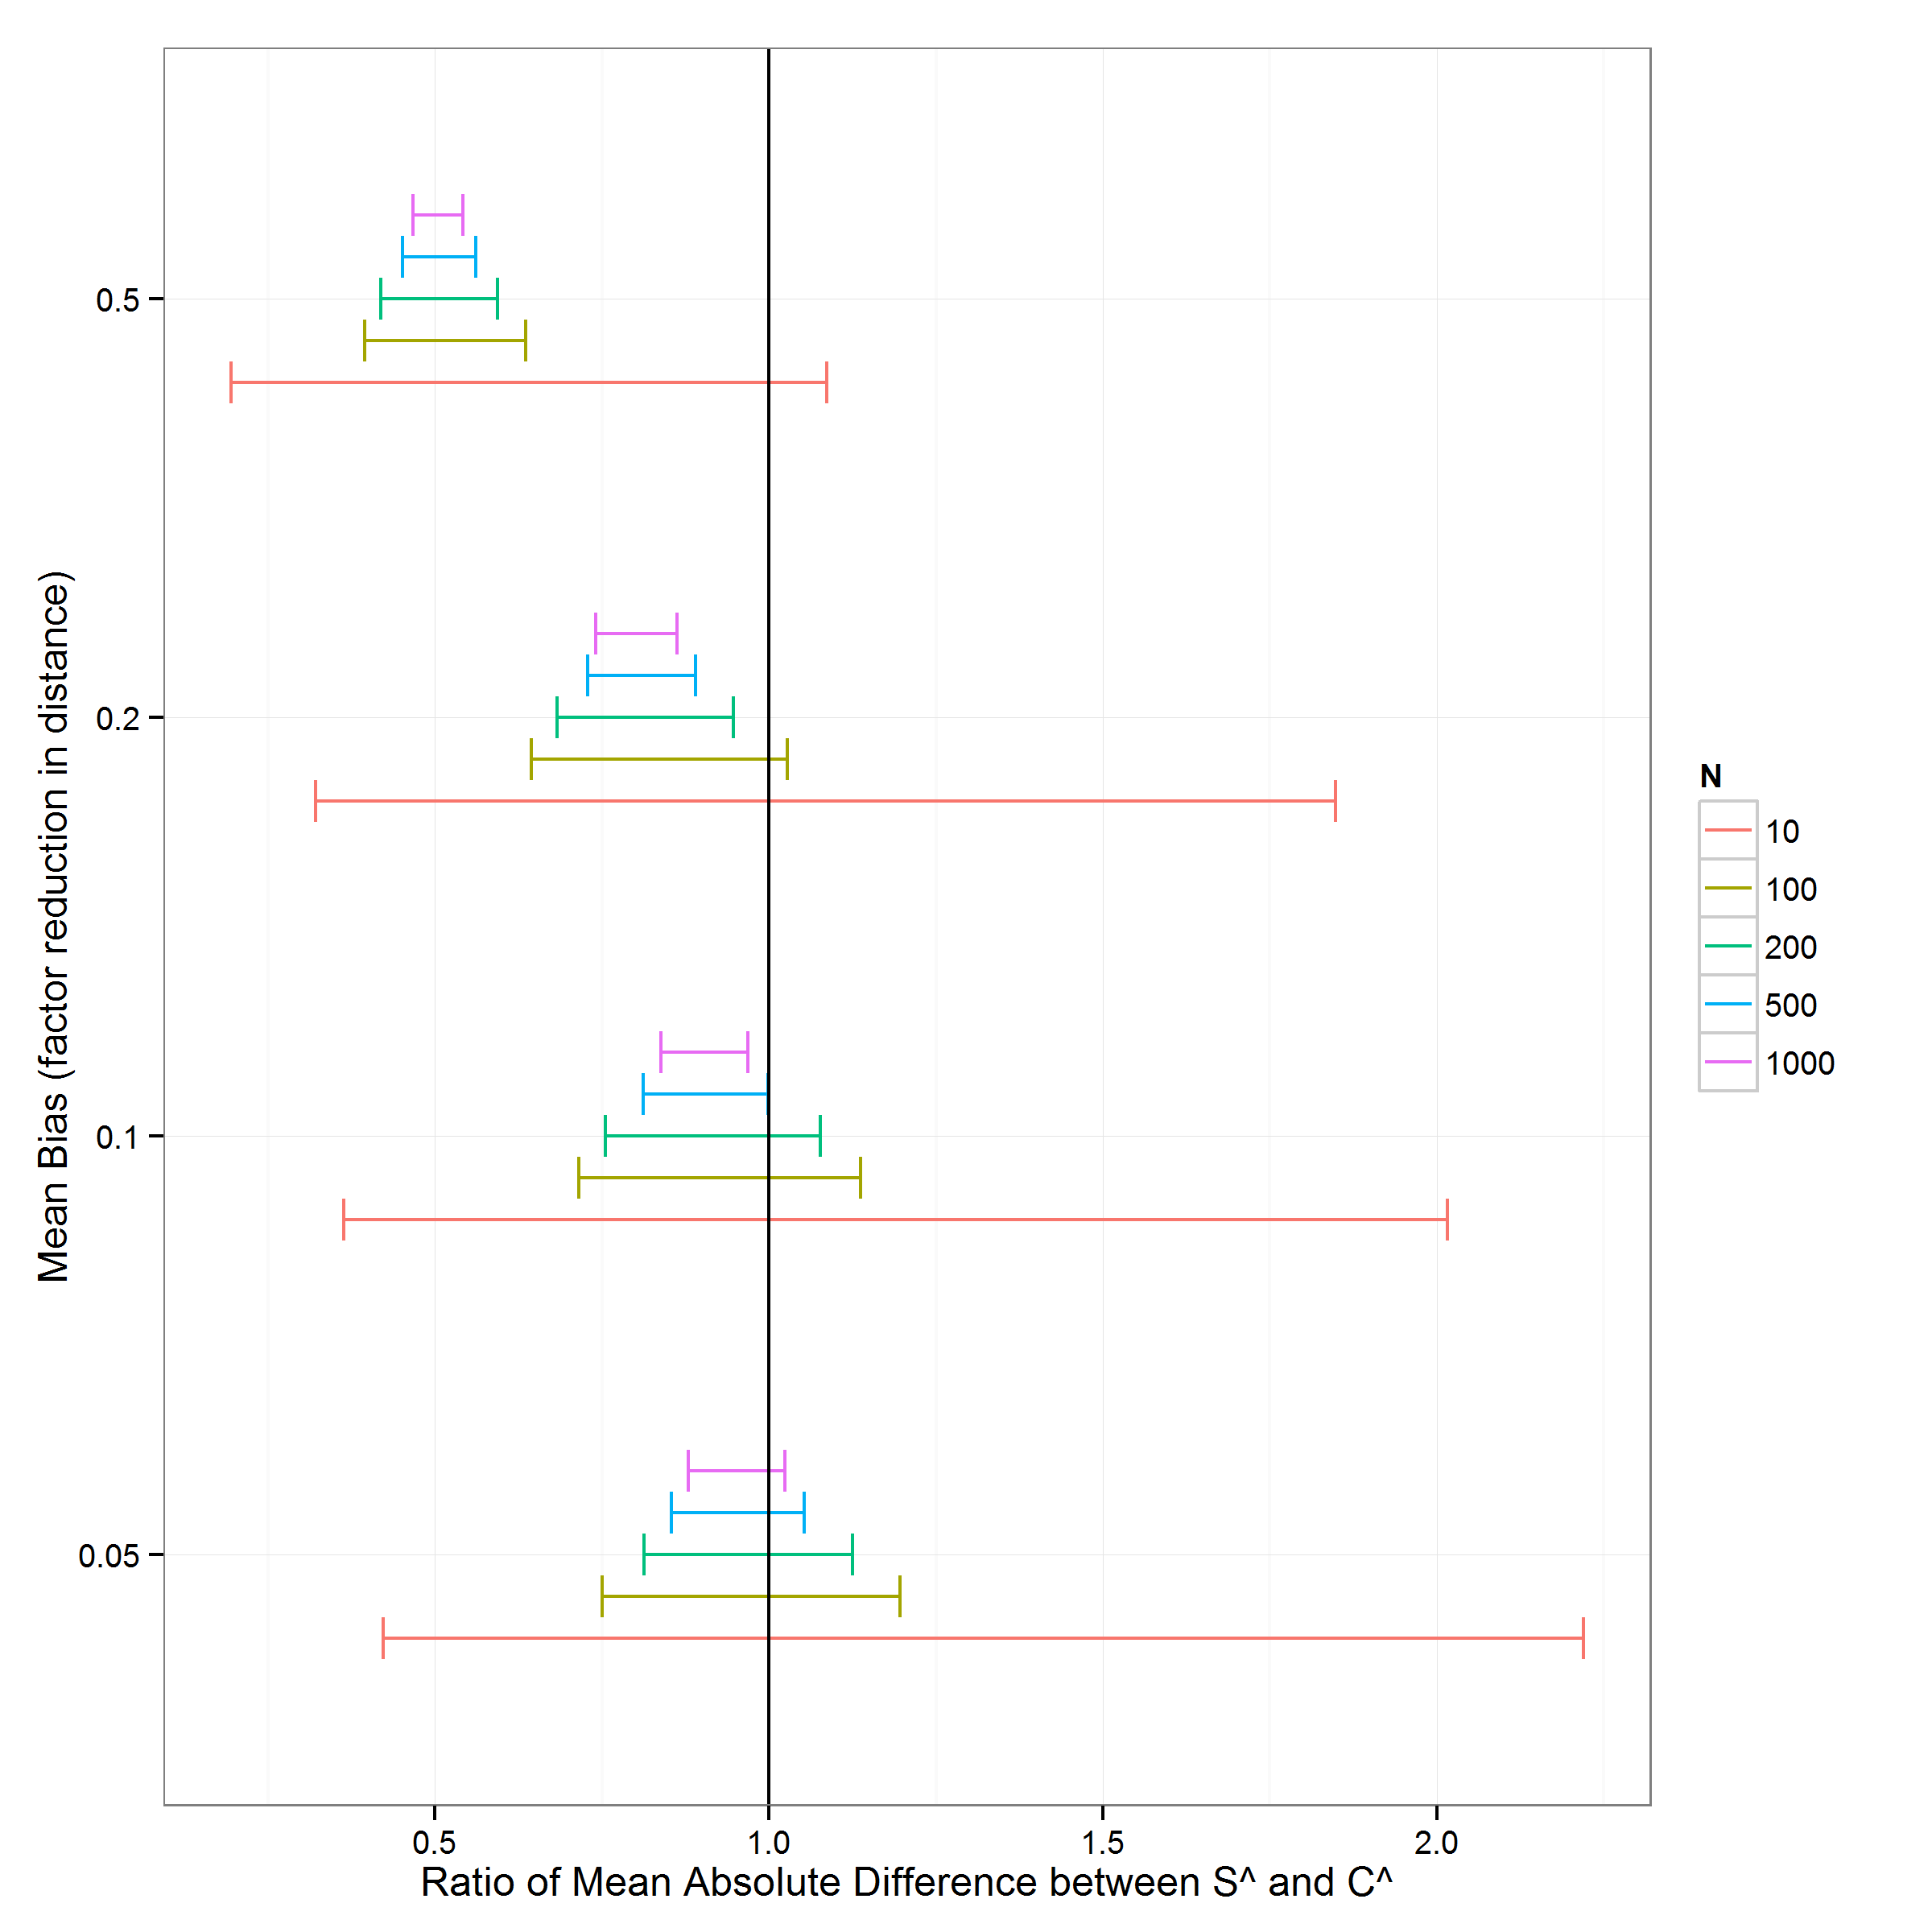 Mean Bias (factor reduction in distance)
0.5
0.2
0.1
0.05
0.5 1.0 1.5 2.0
Ratio of Mean Absolute Difference between S^ and C^
N
10
100
200
500
1000